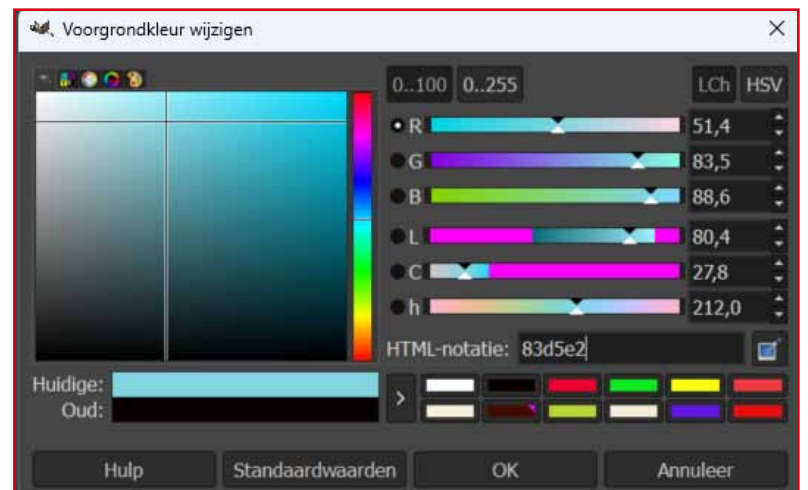 Voorgrondkleur wijzigen
0..100 0..255 LCh HSV
R 51,4
G 83,5
B 88,6
L 80,4
C 27,8
h 212,0
HTML-notatie: 83d5e2
Huidige:
Oud:
>
Hulp Standaardwaarden OK Annuleer